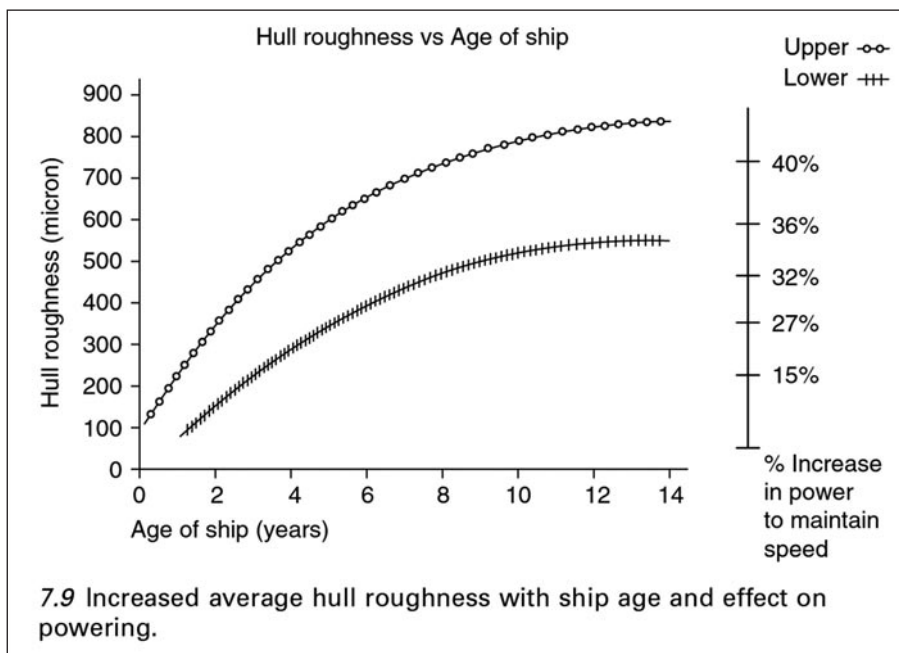 Hull roughness vs Age of ship
Upper
Lower
Hull roughness (micron)
900
800
700
600
500
400
300
200
100
0
0 2 4 6 8 10 12 14
Age of ship (years)
40%
36%
32%
27%
15%
% Increase
in power
to maintain
speed
7.9 Increased average hull roughness with ship age and effect on
powering.